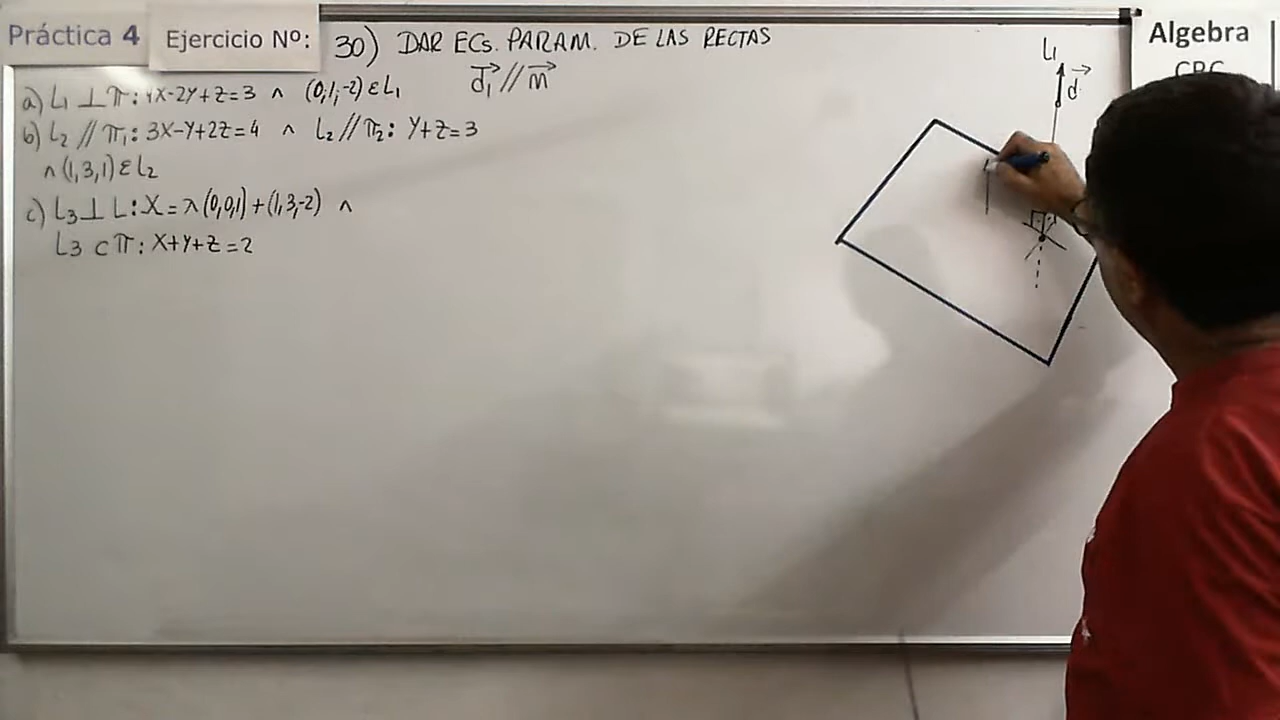 Práctica 4
Ejercicio Nº:
30) DAR ECs. PARAM. DE LAS RECTAS
Algebra
CBC
a) L₁ ⊥ π: 4X-2Y+Z=3 ∧ (0,1,-2) ε L₁
d₁ // n
b) L₂ // π₁: 3X-Y+2Z=4 ∧ L₂ // π₂: Y+Z=3
∧ (1,3,1) ε L₂
c) L₃ ⊥ L: X = λ(0,0,1)+(1,3,-2) ∧
L₃ ⊂ π: X+Y+Z=2
L₁
d